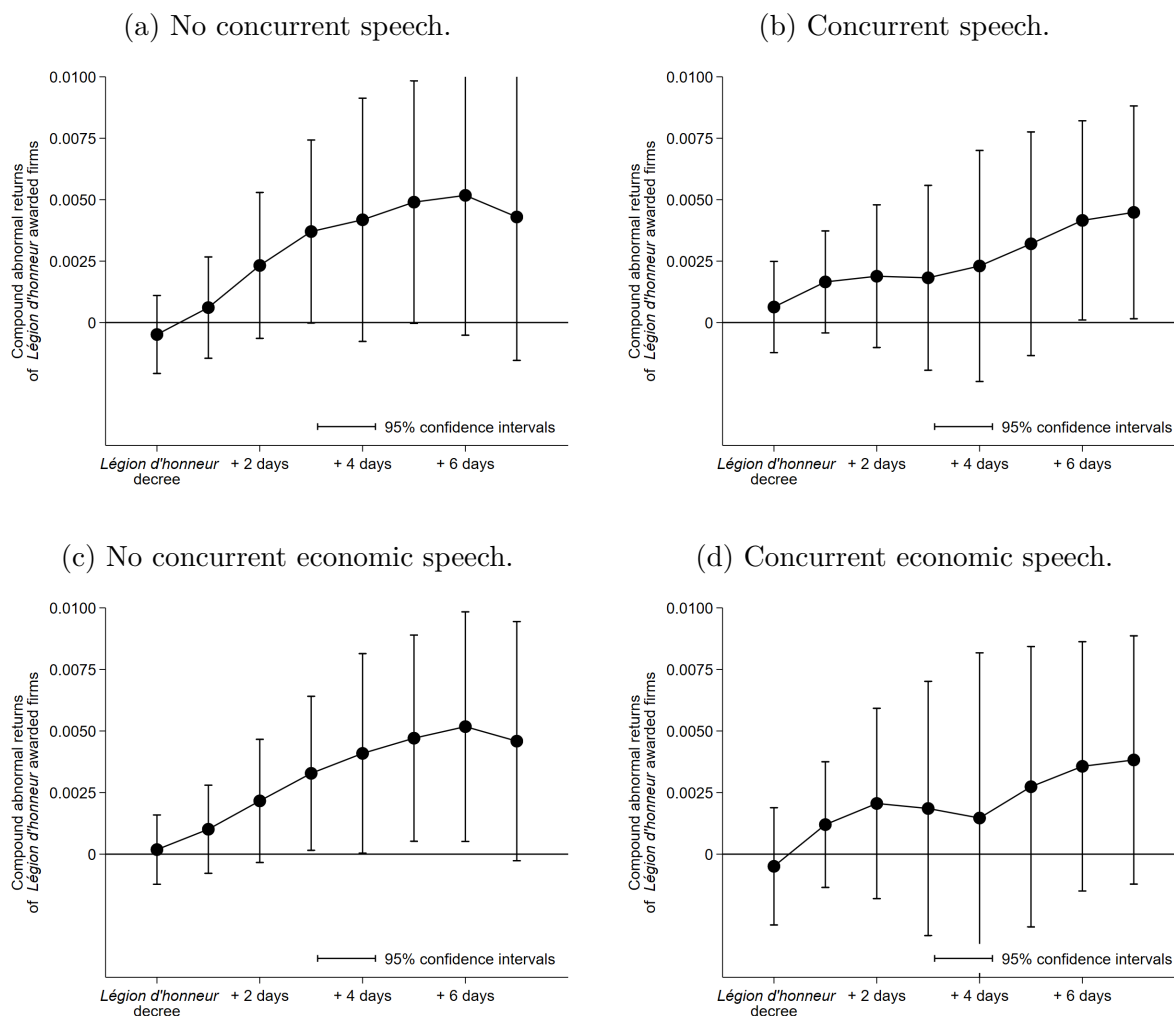 (a) No concurrent speech.
Compound abnormal returns
of Légion d'honneur awarded firms
0.0100
0.0075
0.0050
0.0025
0
95% confidence intervals
Légion d'honneur
decree
+ 2 days
+ 4 days
+ 6 days
(b) Concurrent speech.
Compound abnormal returns
of Légion d'honneur awarded firms
0.0100
0.0075
0.0050
0.0025
0
95% confidence intervals
Légion d'honneur
decree
+ 2 days
+ 4 days
+ 6 days
(c) No concurrent economic speech.
Compound abnormal returns
of Légion d'honneur awarded firms
0.0100
0.0075
0.0050
0.0025
0
95% confidence intervals
Légion d'honneur
decree
+ 2 days
+ 4 days
+ 6 days
(d) Concurrent economic speech.
Compound abnormal returns
of Légion d'honneur awarded firms
0.0100
0.0075
0.0050
0.0025
0
95% confidence intervals
Légion d'honneur
decree
+ 2 days
+ 4 days
+ 6 days